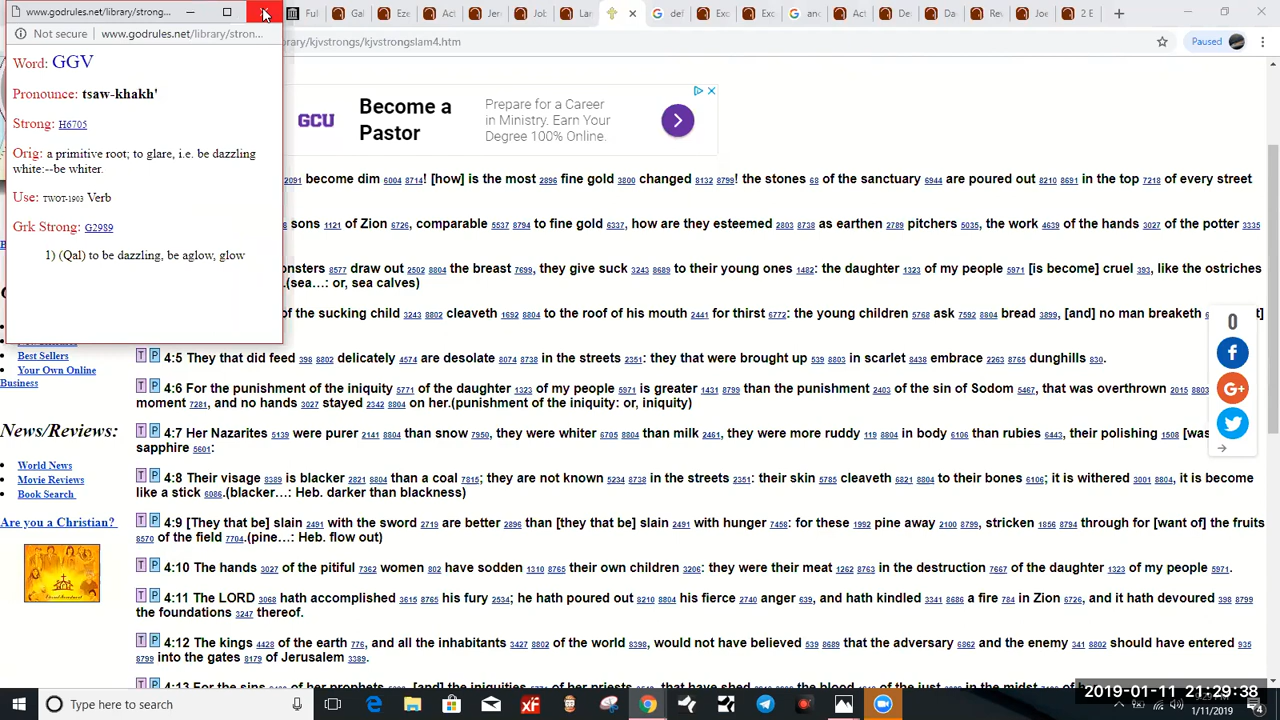 www.godrules.net/library/strong...
Not secure | www.godrules.net/library/stron...
Word: GGV
Pronounce: tsaw-khakh'
Strong: H6705
Orig: a primitive root; to glare, i.e. be dazzling
white:--be whiter.
Use: TWOT-1903 Verb
Grk Strong: G2989
1) (Qal) to be dazzling, be aglow, glow
Ful
Gal
Eze
Act
Jer
Job
Lar
def
Exo
Exo
and
Act
Dan
Rev
Joe
2 E
rary/kjvstrongs/kjvstrongslam4.htm
Paused
GCU
Become a
Pastor
Prepare for a Career
in Ministry. Earn Your
Degree 100% Online.
2091 become dim 6004 8714! [how] is the most 2896 fine gold 3800 changed 8132 8799! the stones 68 of the sanctuary 6944 are poured out 8210 8691 in the top 7218 of every street
sons 1121 of Zion 6726, comparable 5537 8794 to fine gold 6337, how are they esteemed 2803 8738 as earthen 2789 pitchers 5035, the work 4639 of the hands 3027 of the potter 3335
onsters 8577 draw out 2502 8804 the breast 7699, they give suck 3243 8689 to their young ones 1482: the daughter 1323 of my people 5971 [is become] cruel 393, like the ostriches
.(sea...: or, sea calves)
of the sucking child 3243 8802 cleaveth 1692 8804 to the roof of his mouth 2441 for thirst 6772: the young children 5768 ask 7592 8804 bread 3899, [and] no man breaketh
T P 4:5 They that did feed 398 8802 delicately 4574 are desolate 8074 8738 in the streets 2351: they that were brought up 539 8803 in scarlet 8438 embrace 2263 8765 dunghills 830.
T P 4:6 For the punishment of the iniquity 5771 of the daughter 1323 of my people 5971 is greater 1431 8799 than the punishment 2403 of the sin of Sodom 5467, that was overthrown 2015 8803
moment 7281, and no hands 3027 stayed 2342 8804 on her.(punishment of the iniquity: or, iniquity)
T P 4:7 Her Nazarites 5139 were purer 2141 8804 than snow 7950, they were whiter 6705 8804 than milk 2461, they were more ruddy 119 8804 in body 6106 than rubies 6443, their polishing 1508 [was
sapphire 5601:
T P 4:8 Their visage 8389 is blacker 2821 8804 than a coal 7815; they are not known 5234 8738 in the streets 2351: their skin 5785 cleaveth 6821 8804 to their bones 6106; it is withered 3001 8804, it is become
like a stick 6086.(blacker...: Heb. darker than blackness)
T P 4:9 [They that be] slain 2491 with the sword 2719 are better 2896 than [they that be] slain 2491 with hunger 7458: for these 1992 pine away 2100 8799, stricken 1856 8794 through for [want of] the fruits
8570 of the field 7704.(pine...: Heb. flow out)
T P 4:10 The hands 3027 of the pitiful 7362 women 802 have sodden 1310 8765 their own children 3206: they were their meat 1262 8763 in the destruction 7667 of the daughter 1323 of my people 5971.
T P 4:11 The LORD 3068 hath accomplished 3615 8765 his fury 2534; he hath poured out 8210 8804 his fierce 2740 anger 639, and hath kindled 3341 8686 a fire 784 in Zion 6726, and it hath devoured 398 8799
the foundations 3247 thereof.
T P 4:12 The kings 4428 of the earth 776, and all the inhabitants 3427 8802 of the world 8398, would not have believed 539 8689 that the adversary 6862 and the enemy 341 8802 should have entered 935
8799 into the gates 8179 of Jerusalem 3389.
T P 4:13 For the sins
Best Sellers
Your Own Online
Business
News/Reviews:
World News
Movie Reviews
Book Search
Are you a Christian?
0
Type here to search
2019-01-11 21:29:38
1/11/2019
4